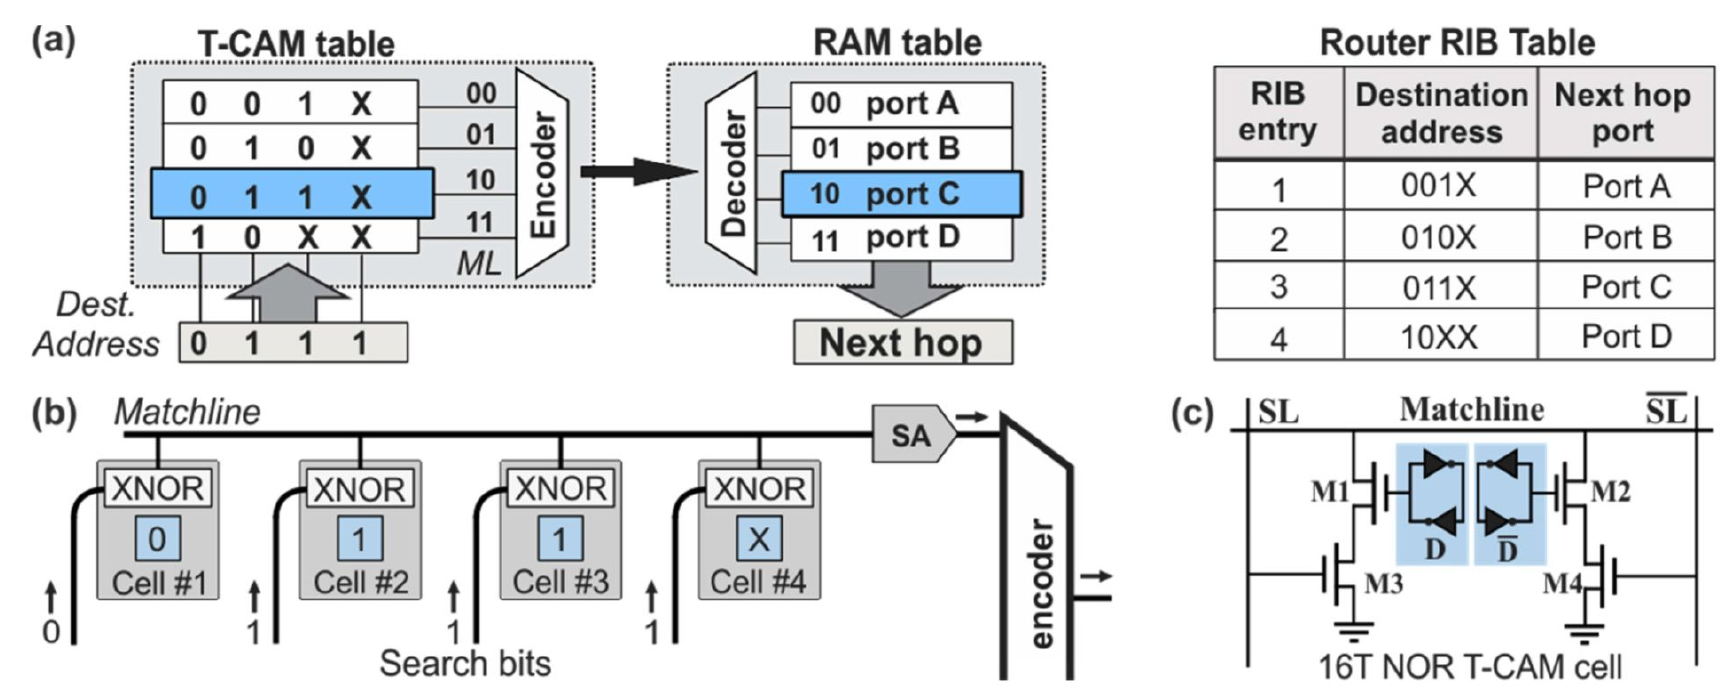 (a)
T-CAM table
0 0 1 X
0 1 0 X
0 1 1 X
1 0 X X
00
01
10
11
ML
Encoder
Dest.
Address
0 1 1 1
RAM table
Decoder
00 port A
01 port B
10 port C
11 port D
Next hop
Router RIB Table
RIB entry Destination address Next hop port
1 001X Port A
2 010X Port B
3 011X Port C
4 10XX Port D
(b) Matchline
SA
XNOR XNOR XNOR XNOR
0 1 1 X
Cell #1 Cell #2 Cell #3 Cell #4
0 1 1 1
Search bits
encoder
(c) SL Matchline S̅L̅
M1 M2
D D̅
M3 M4
16T NOR T-CAM cell